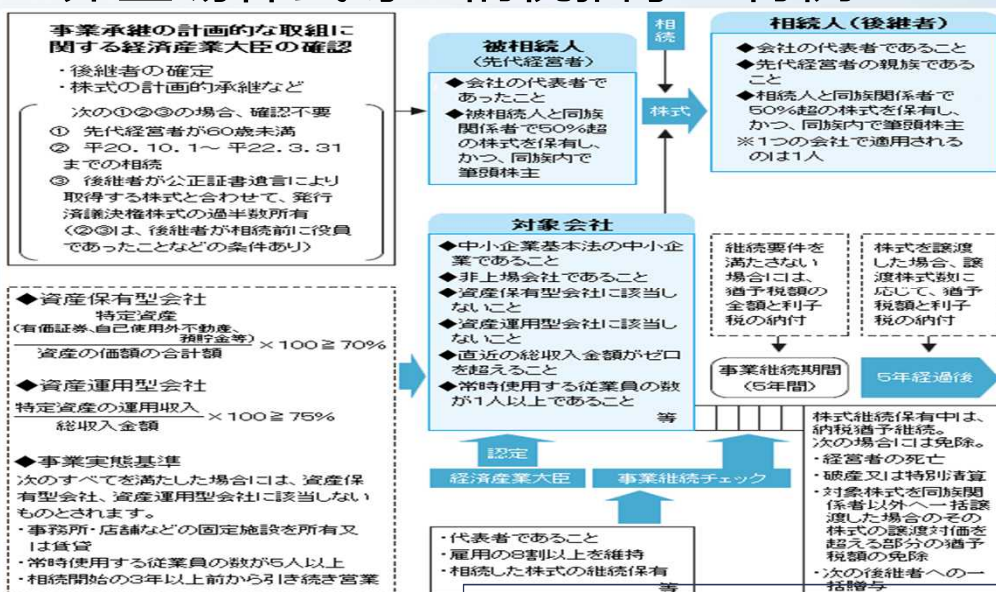 事業承継の計画的な取組に
関する経済産業大臣の確認
・後継者の確定
・株式の計画的承継など
次の①②③の場合、確認不要
① 先代経営者が60歳未満
② 平20.10.1～平22.3.31
までの相続
③ 後継者が公正証書遺言により
取得する株式と合わせて、発行
済議決権株式の過半数所有
(②③は、後継者が相続前に役員
であったことなどの条件あり)
被相続人
(先代経営者)
◆会社の代表者で
あったこと
◆被相続人と同族
関係者で50%超
の株式を保有し、
かつ、同族内で
筆頭株主
相続
株式
相続人(後継者)
◆会社の代表者であること
◆先代経営者の親族である
こと
◆相続人と同族関係者で
50%超の株式を保有し、
かつ、同族内で筆頭株主
※1つの会社で適用される
のは1人
◆資産保有型会社
特定資産
(有価証券、自己使用外不動産、
預貯金等)
資産の価額の合計額
×100≧70%
◆資産運用型会社
特定資産の運用収入
総収入金額
×100≧75%
◆事業実態基準
次のすべてを満たした場合には、資産保
有型会社、資産運用型会社に該当しない
ものとされます。
・事務所・店舗などの固定施設を所有又
は賃貸
・常時使用する従業員の数が5人以上
・相続開始の3年以上前から引き続き営業
対象会社
◆中小企業基本法の中小企
業であること
◆非上場会社であること
◆資産保有型会社に該当し
ないこと
◆資産運用型会社に該当し
ないこと
◆直近の総収入金額がゼロ
を超えること
◆常時使用する従業員の数
が1人以上であること
等
認定
経済産業大臣
事業継続チェック
・代表者であること
・雇用の8割以上を維持
・相続した株式の継続保有
等
継続要件を
満たさない
場合には、
猶予税額の
全額と利子
税の納付
株式を譲渡
した場合、譲
渡株式数に
応じて、猶予
税額と利子
税の納付
事業継続期間
(5年間)
5年経過後
株式継続保有中は、
納税猶予継続。
次の場合には免除。
・経営者の死亡
・破産又は特別清算
・対象株式を同族関
係者以外へ一括譲
渡した場合のその
株式の譲渡対価を
超える部分の猶予
税額の免除
・次の後継者への一
括贈与